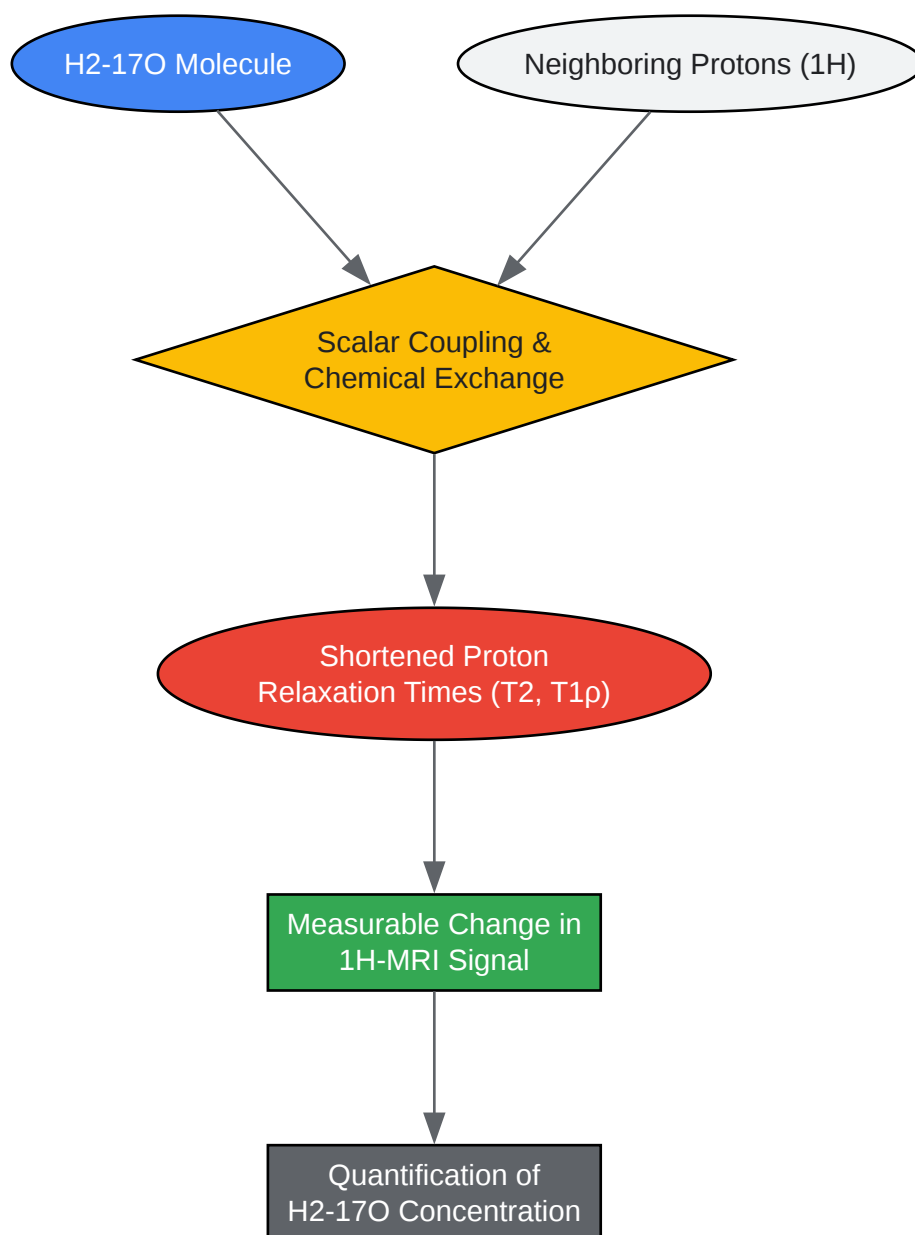 H2-17O Molecule
Neighboring Protons (1H)
Scalar Coupling &
Chemical Exchange
Shortened Proton
Relaxation Times (T2, T1ρ)
Measurable Change in
1H-MRI Signal
Quantification of
H2-17O Concentration